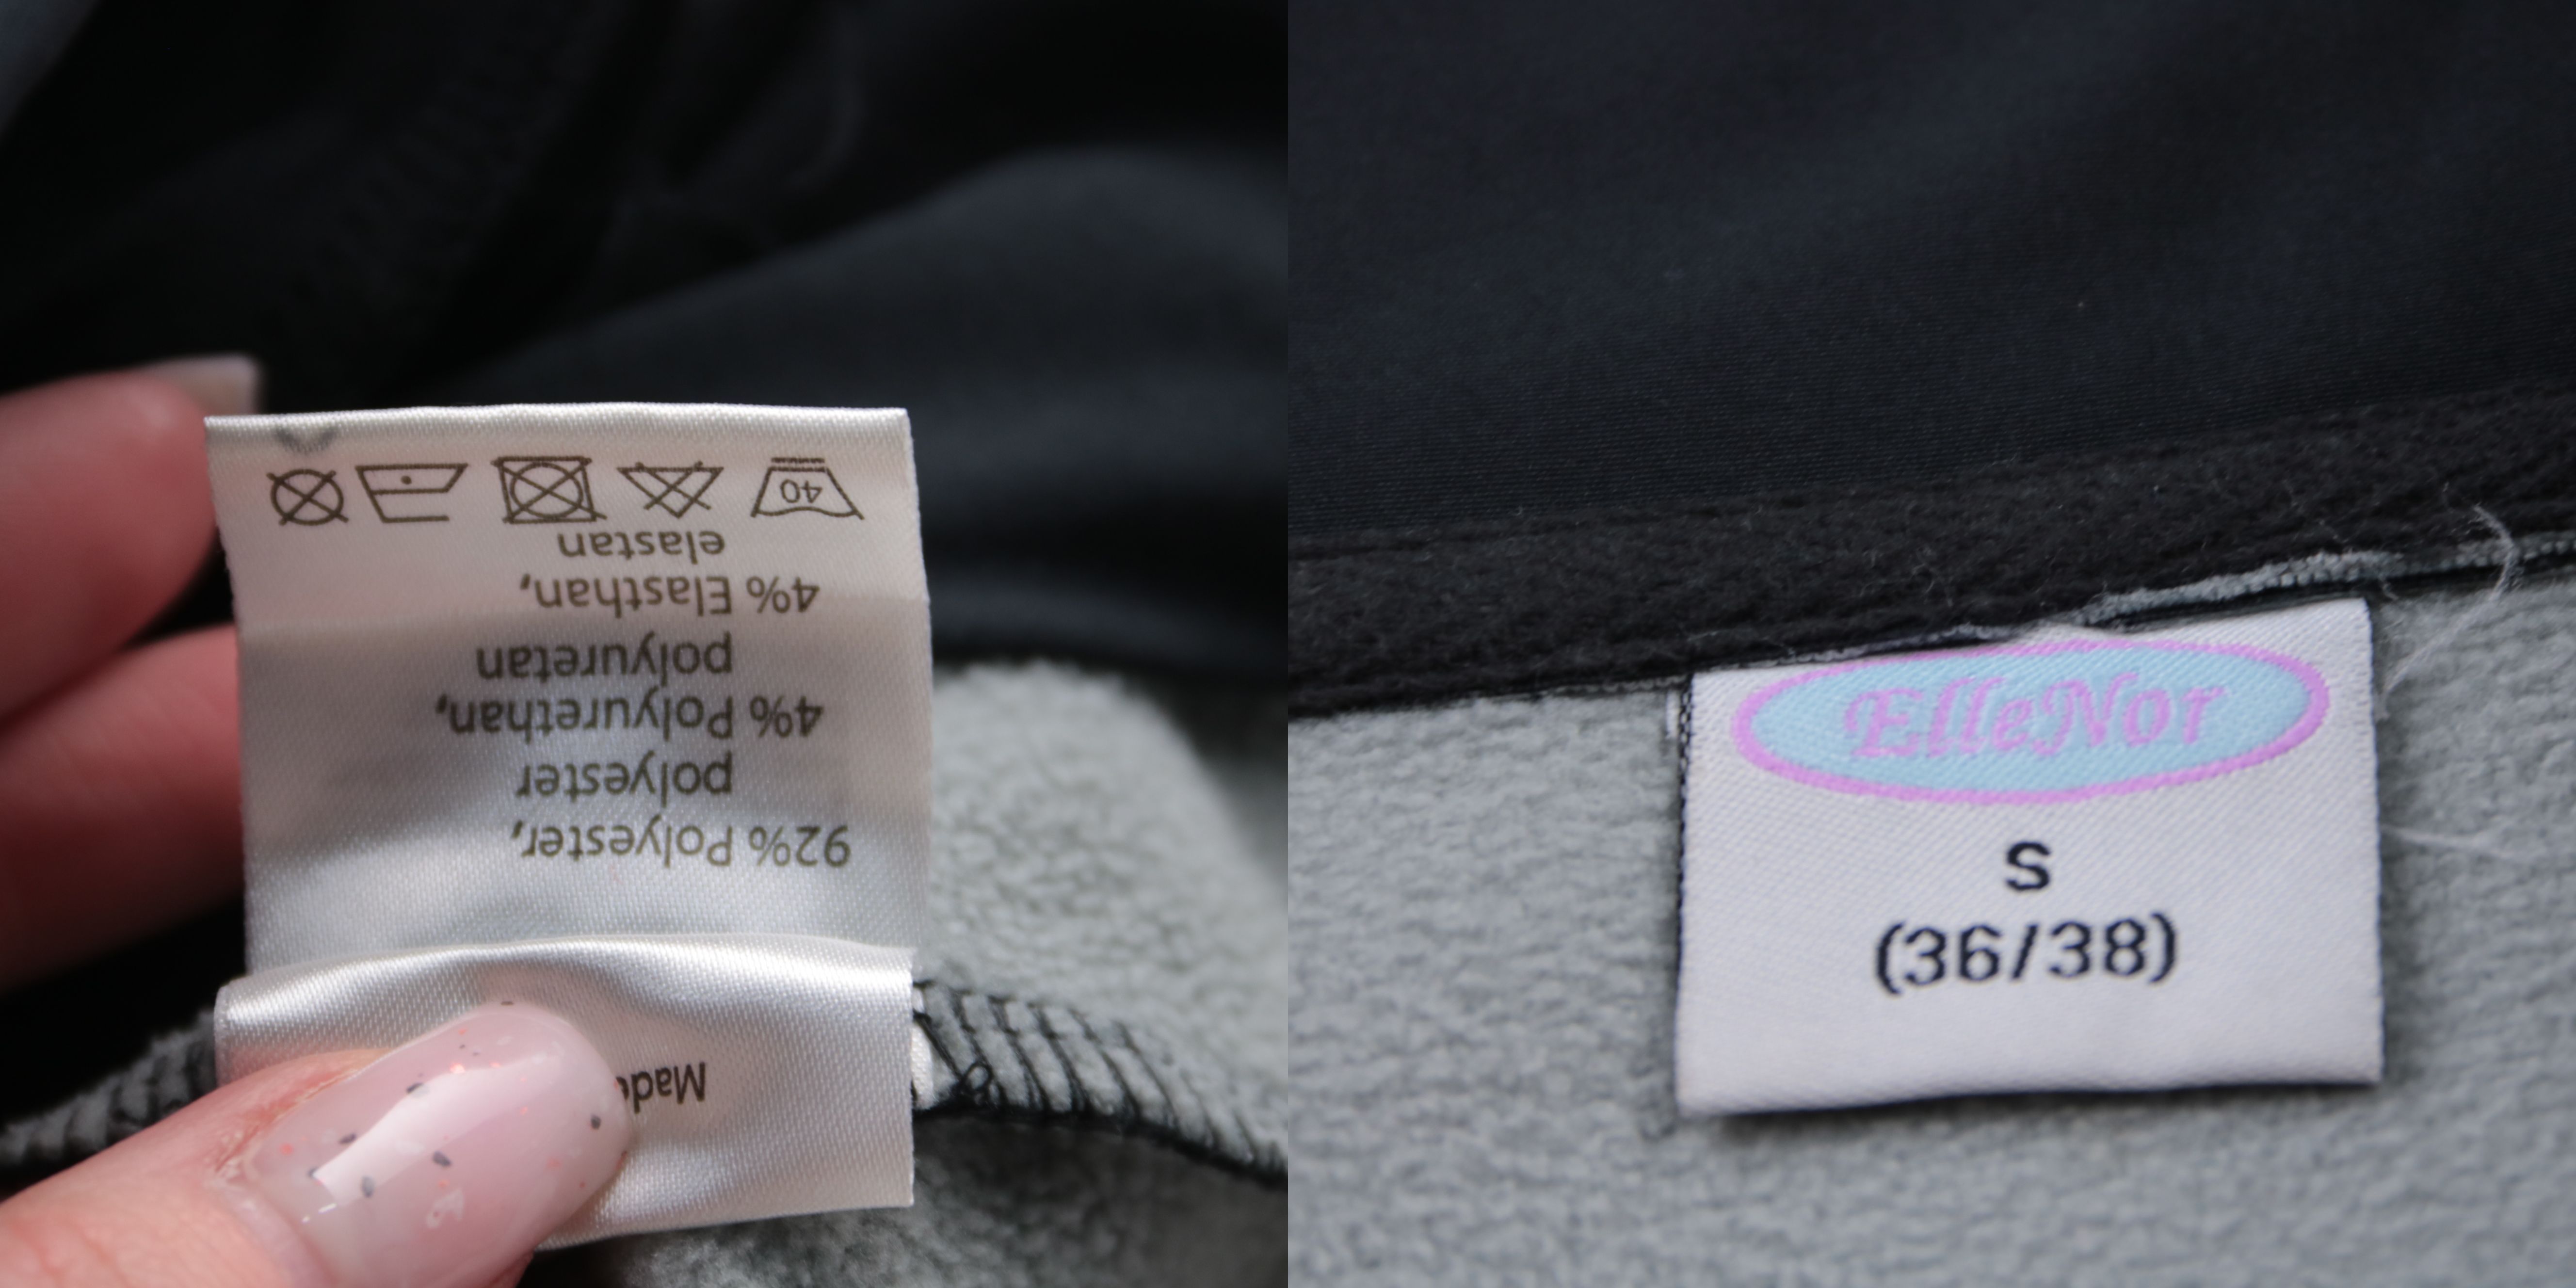 92% Polyester,
polyester
4% Polyurethan,
polyuretan
4% Elasthan,
elastan
40
Made
ElleNor
S
(36/38)